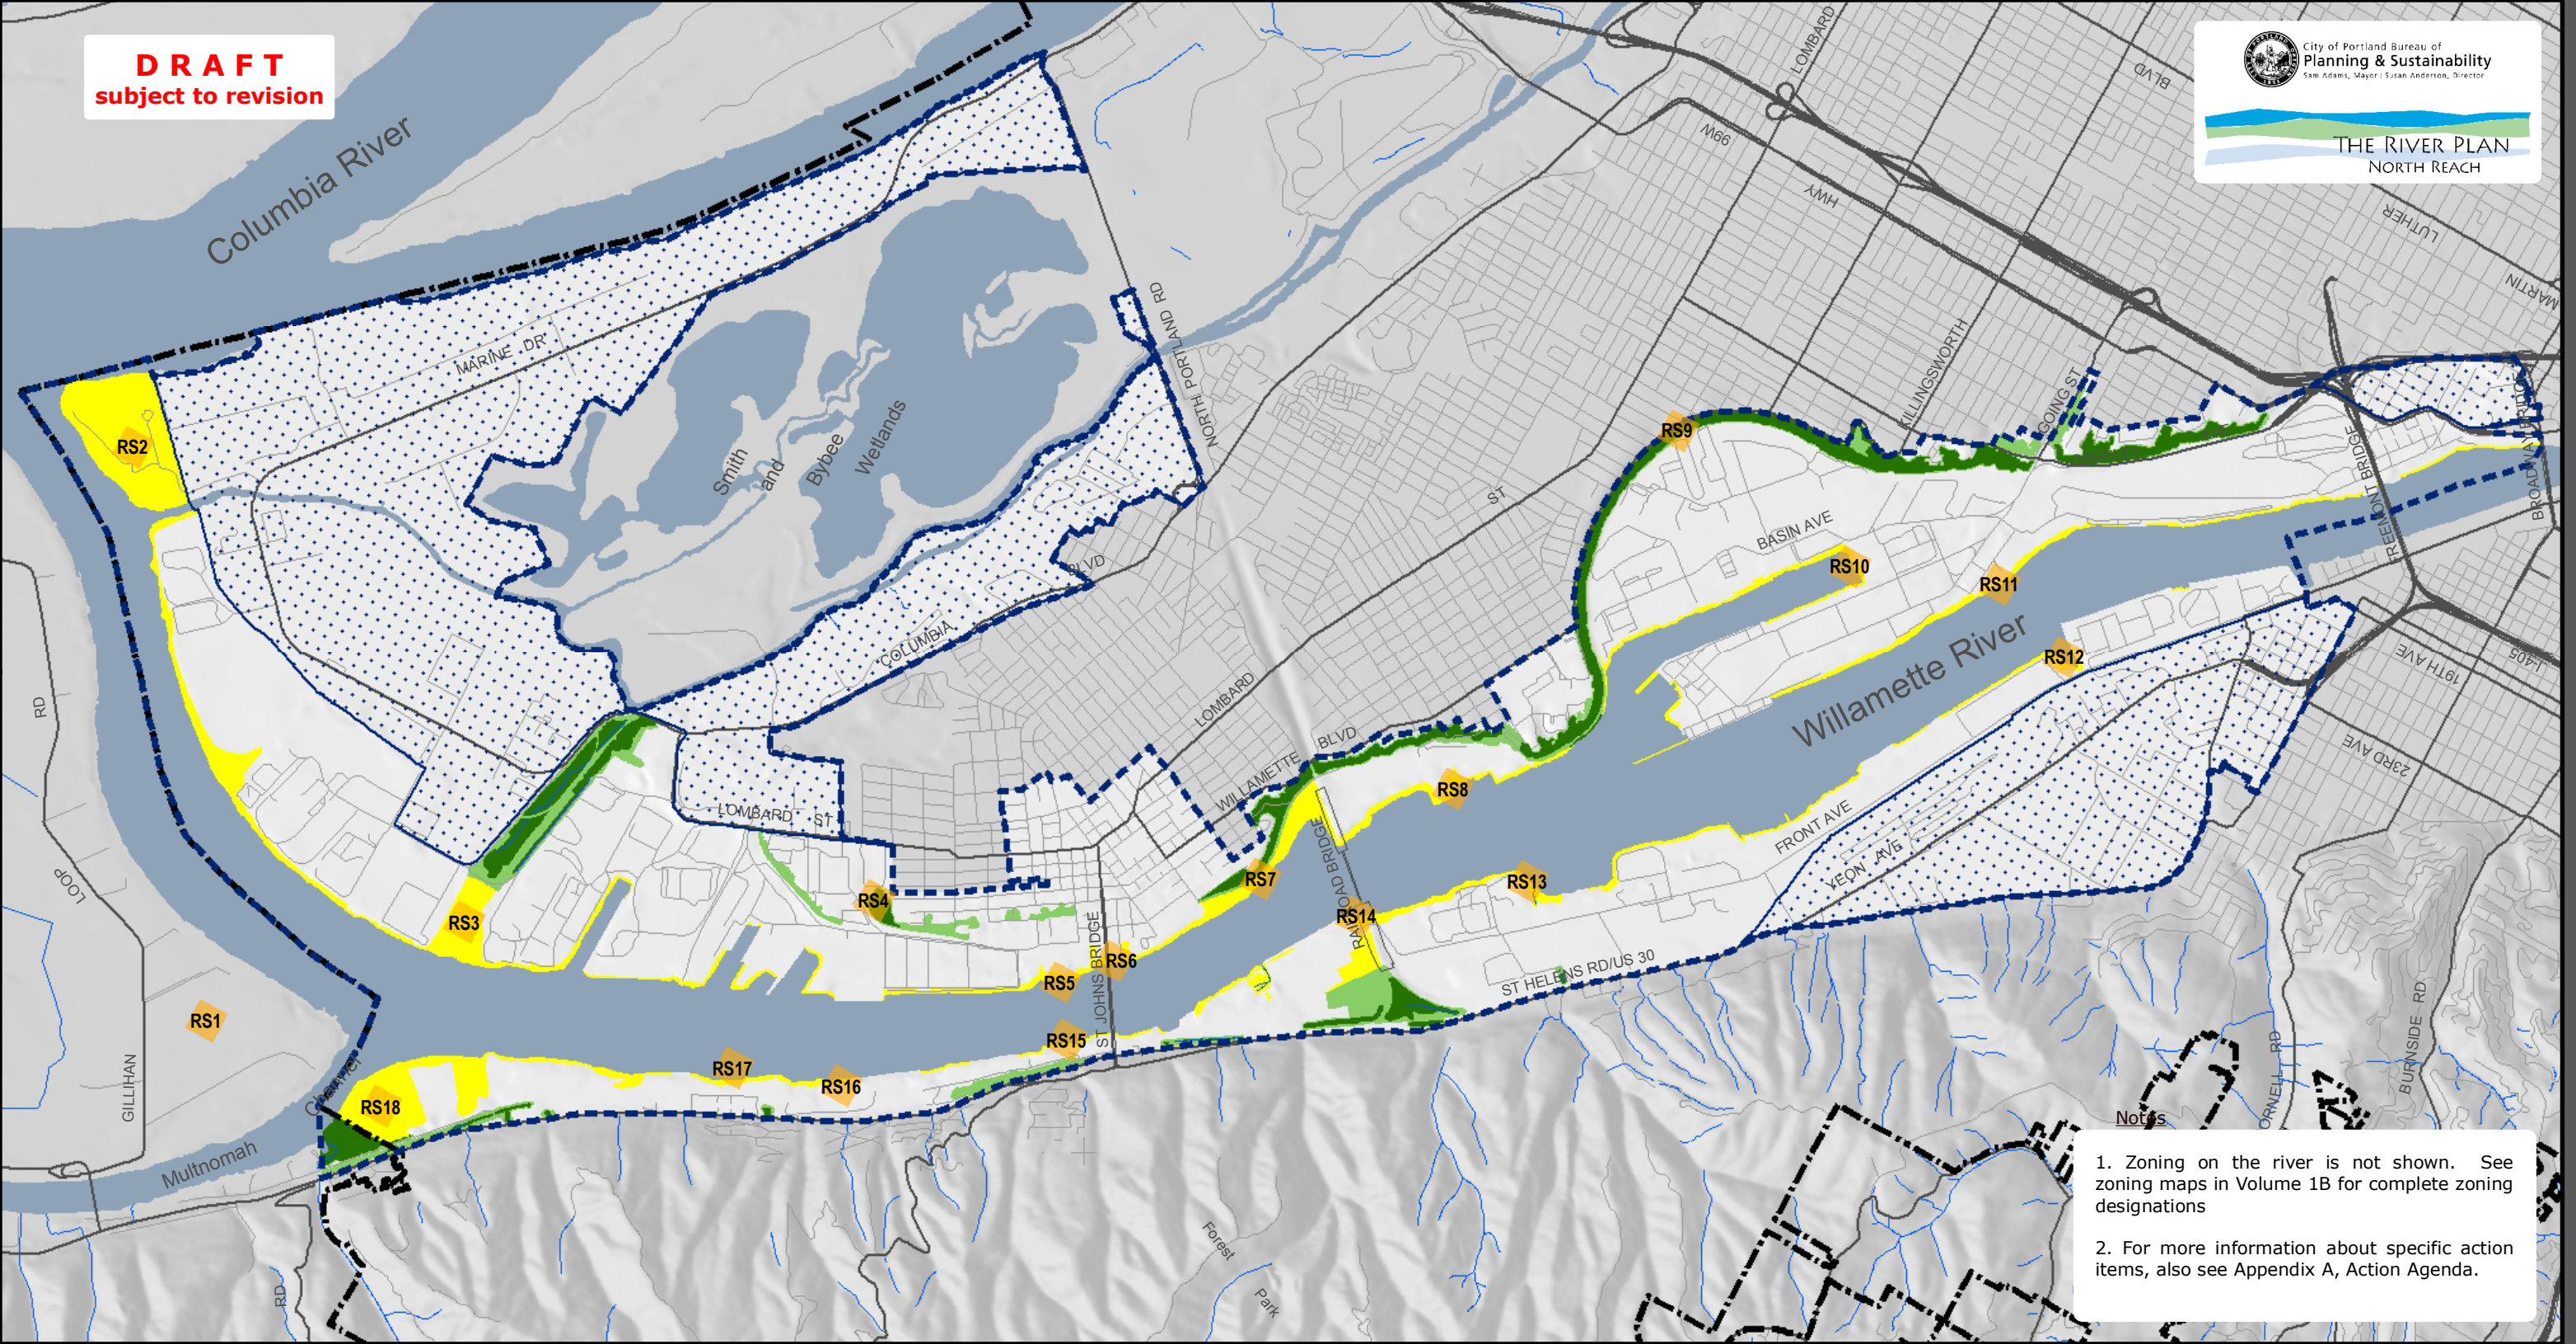 D R A F T
subject to revision
City of Portland Bureau of
Planning & Sustainability
Sam Adams, Mayor | Susan Anderson, Director
THE RIVER PLAN
NORTH REACH
Columbia River
LOMBARD
BLVD
99W
HWY
LUTHER
MARTIN
MARINE DR
NORTH PORTLAND RD
Smith
and
Bybee
Wetlands
KILLINGSWORTH
GOING ST
RS2
RS9
FREEMONT BRIDGE
BROADWAY BRIDGE
ST
BASIN AVE
RS10
RS11
BLVD
COLUMBIA
Willamette River
RS12
19TH AVE
I-405
23RD AVE
RD
LOOP
LOMBARD
WILLAMETTE
BLVD
RS8
LOMBARD ST
RAILROAD BRIDGE
FRONT AVE
YEON AVE
RS7
RS13
RS4
RS3
RS14
ST JOHNS BRIDGE
RS6
RS5
ST HELENS RD/US 30
RS1
RS15
RS17
RS16
RS18
GILLIHAN
Multnomah
Channel
CORNELL RD
BURNSIDE RD
RD
Forest
Park
Notes
1. Zoning on the river is not shown. See
zoning maps in Volume 1B for complete zoning
designations
2. For more information about specific action
items, also see Appendix A, Action Agenda.